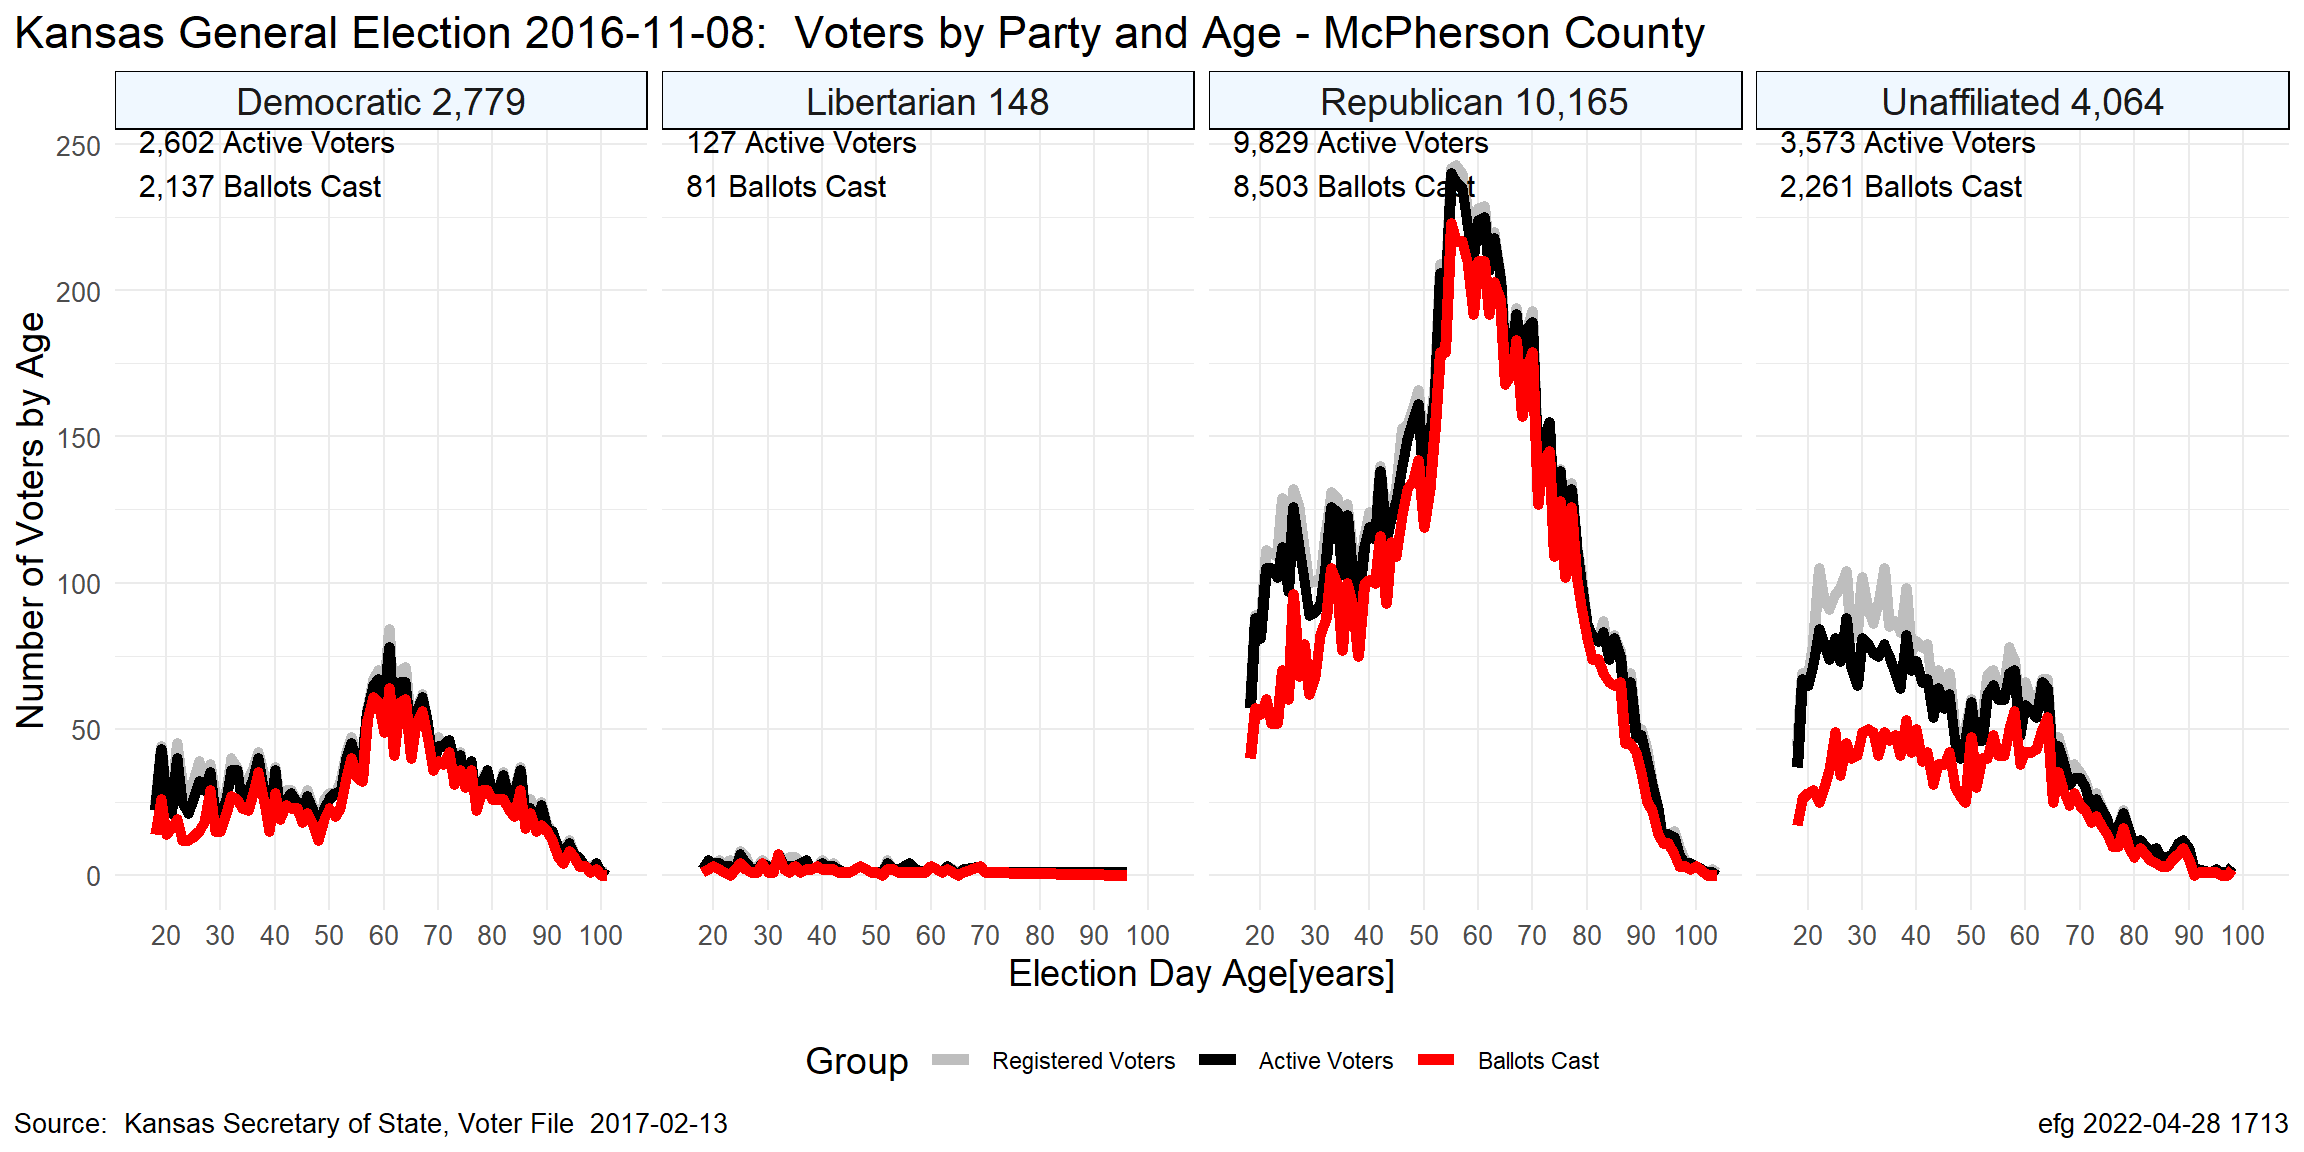 Kansas General Election 2016-11-08:  Voters by Party and Age - McPherson County
Democratic 2,779
Libertarian 148
Republican 10,165
Unaffiliated 4,064
2,602 Active Voters
2,137 Ballots Cast
127 Active Voters
81 Ballots Cast
9,829 Active Voters
8,503 Ballots Cast
3,573 Active Voters
2,261 Ballots Cast
Number of Voters by Age
250
200
150
100
50
0
20 30 40 50 60 70 80 90 100
20 30 40 50 60 70 80 90 100
20 30 40 50 60 70 80 90 100
20 30 40 50 60 70 80 90 100
Election Day Age[years]
Group Registered Voters Active Voters Ballots Cast
Source:  Kansas Secretary of State, Voter File  2017-02-13
efg 2022-04-28 1713